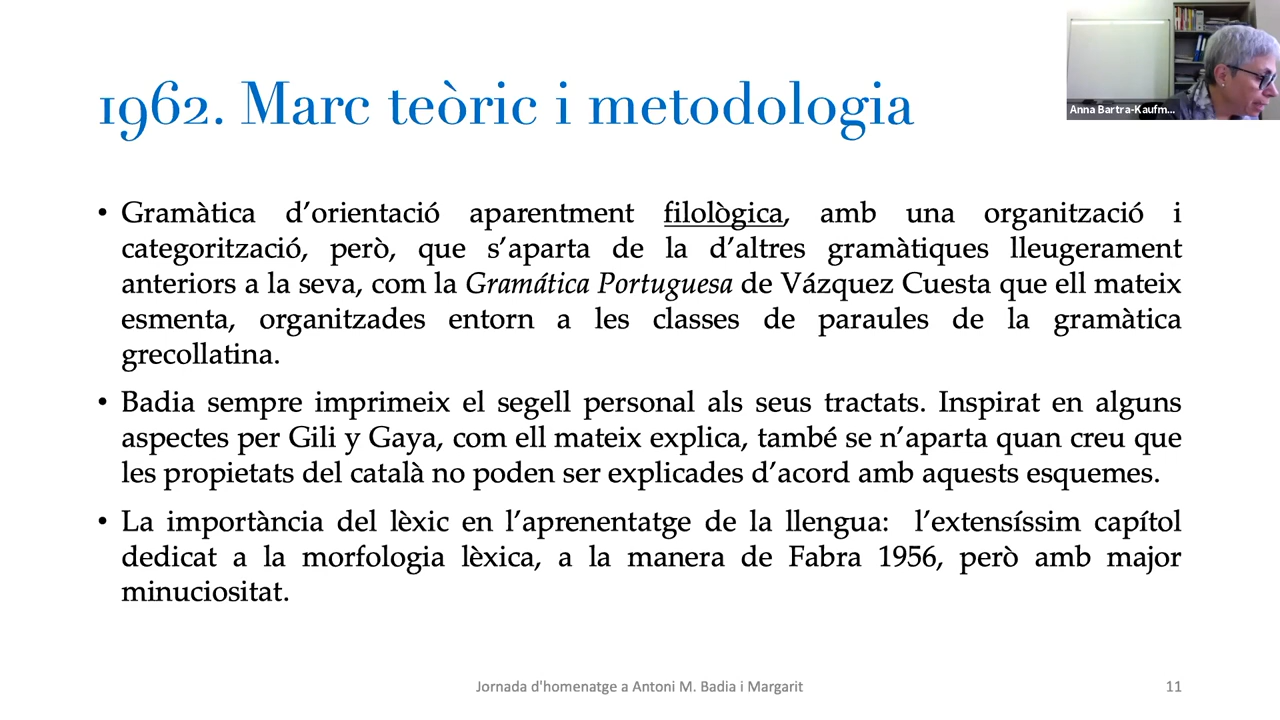 1962. Marc teòric i metodologia
Anna Bartra-Kaufm...
• Gramàtica d’orientació aparentment filològica, amb una organització i
categorització, però, que s’aparta de la d’altres gramàtiques lleugerament
anteriors a la seva, com la Gramática Portuguesa de Vázquez Cuesta que ell mateix
esmenta, organitzades entorn a les classes de paraules de la gramàtica
grecollatina.
• Badia sempre imprimeix el segell personal als seus tractats. Inspirat en alguns
aspectes per Gili y Gaya, com ell mateix explica, també se n’aparta quan creu que
les propietats del català no poden ser explicades d’acord amb aquests esquemes.
• La importància del lèxic en l’aprenentatge de la llengua: l’extensíssim capítol
dedicat a la morfologia lèxica, a la manera de Fabra 1956, però amb major
minuciositat.
Jornada d'homenatge a Antoni M. Badia i Margarit
11